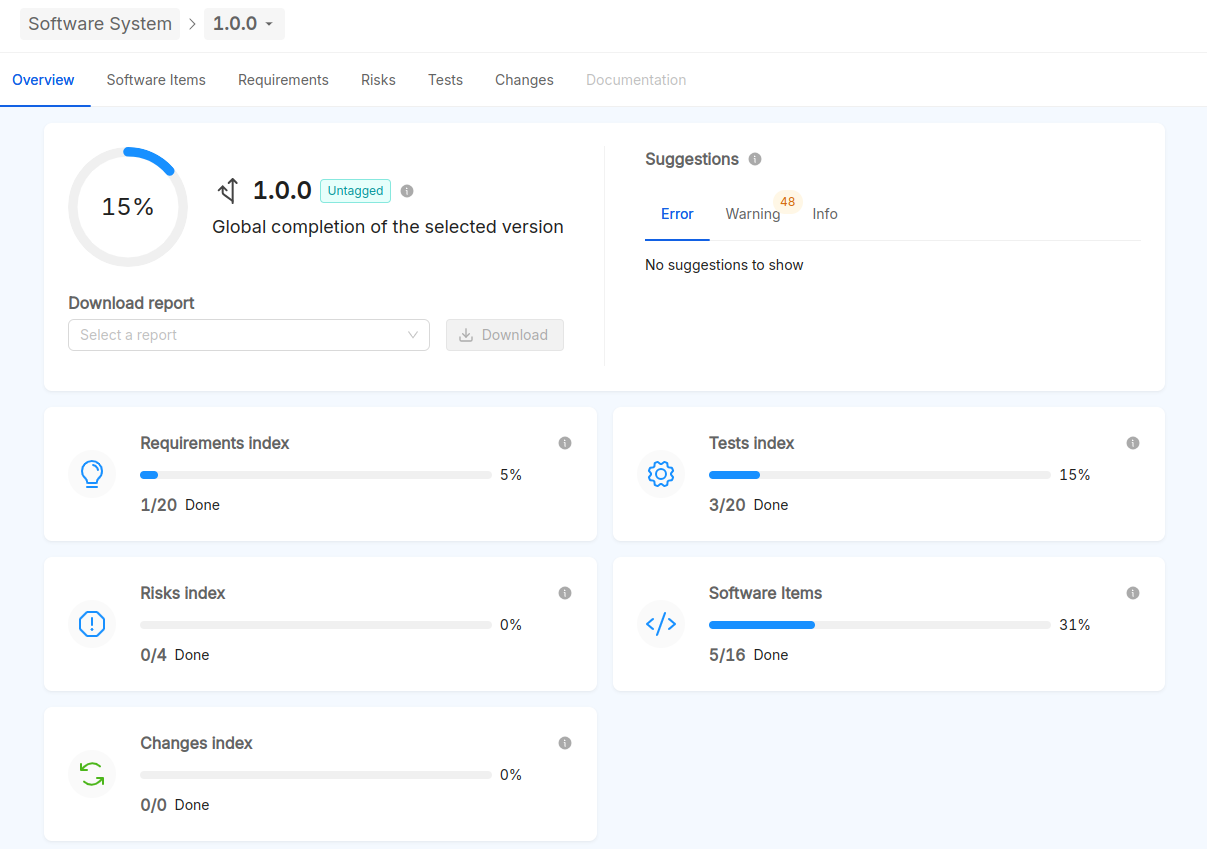 Software System > 1.0.0
Overview Software Items Requirements Risks Tests Changes Documentation
15%
1.0.0 Untagged
Global completion of the selected version
Download report
Select a report Download
Suggestions
Error Warning 48 Info
No suggestions to show
Requirements index
5%
1/20 Done
Tests index
15%
3/20 Done
Risks index
0%
0/4 Done
Software Items
31%
5/16 Done
Changes index
0%
0/0 Done